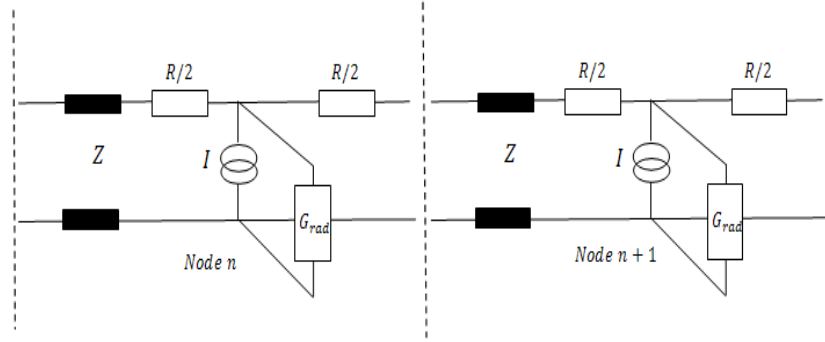 R/2
R/2
R/2
R/2
Z
I
Z
I
G_rad
G_rad
Node n
Node n + 1